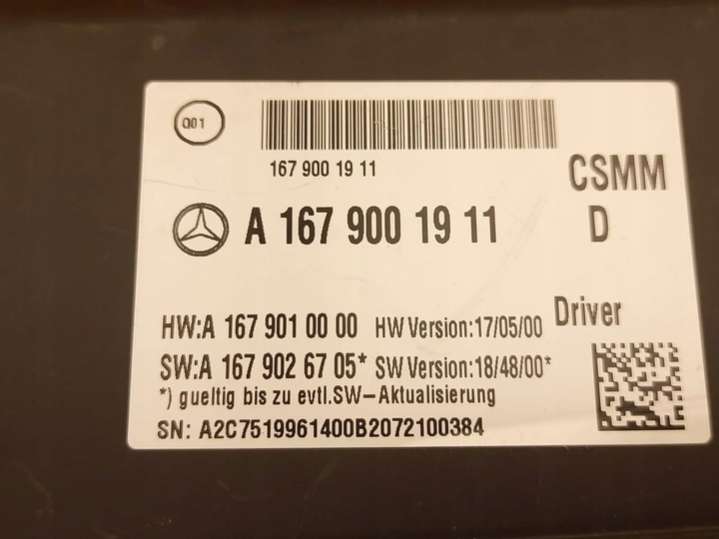 Q01
167 900 19 11
CSMM
A 167 900 19 11
D
HW:A 167 901 00 00 HW Version:17/05/00
Driver
SW:A 167 902 67 05* SW Version:18/48/00*
*) gueltig bis zu evtl.SW-Aktualisierung
SN: A2C7519961400B2072100384